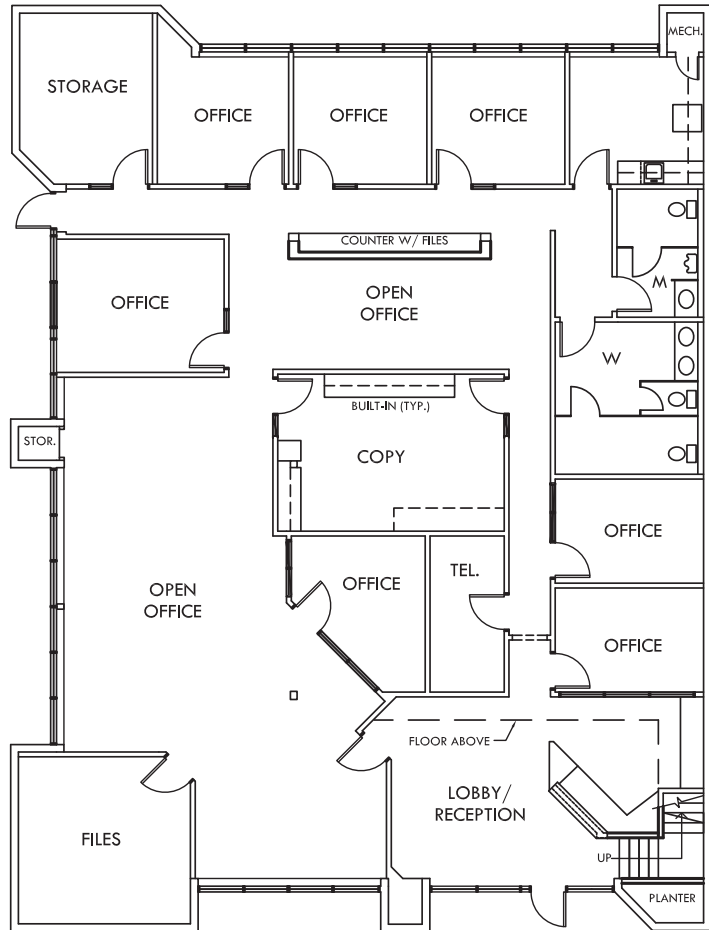 MECH.
STORAGE
OFFICE
OFFICE
OFFICE
COUNTER W/ FILES
M
OFFICE
OPEN
OFFICE
W
BUILT-IN (TYP.)
STOR.
COPY
OFFICE
OPEN
OFFICE
OFFICE
TEL.
OFFICE
FLOOR ABOVE
LOBBY/
RECEPTION
FILES
UP
PLANTER